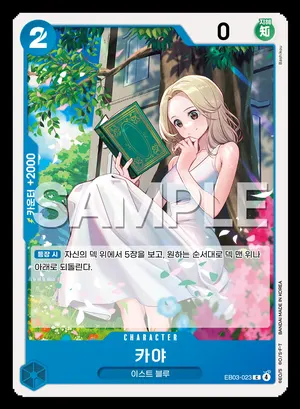 2
0
지혜
知
카운터 +2000
SAMPLE
등장 시 자신의 덱 위에서 5장을 보고, 원하는 순서대로 덱 맨 위나
아래로 되돌린다.
CHARACTER
카야
이스트 블루
EB03-023 C
BANDAI MADE IN KOREA